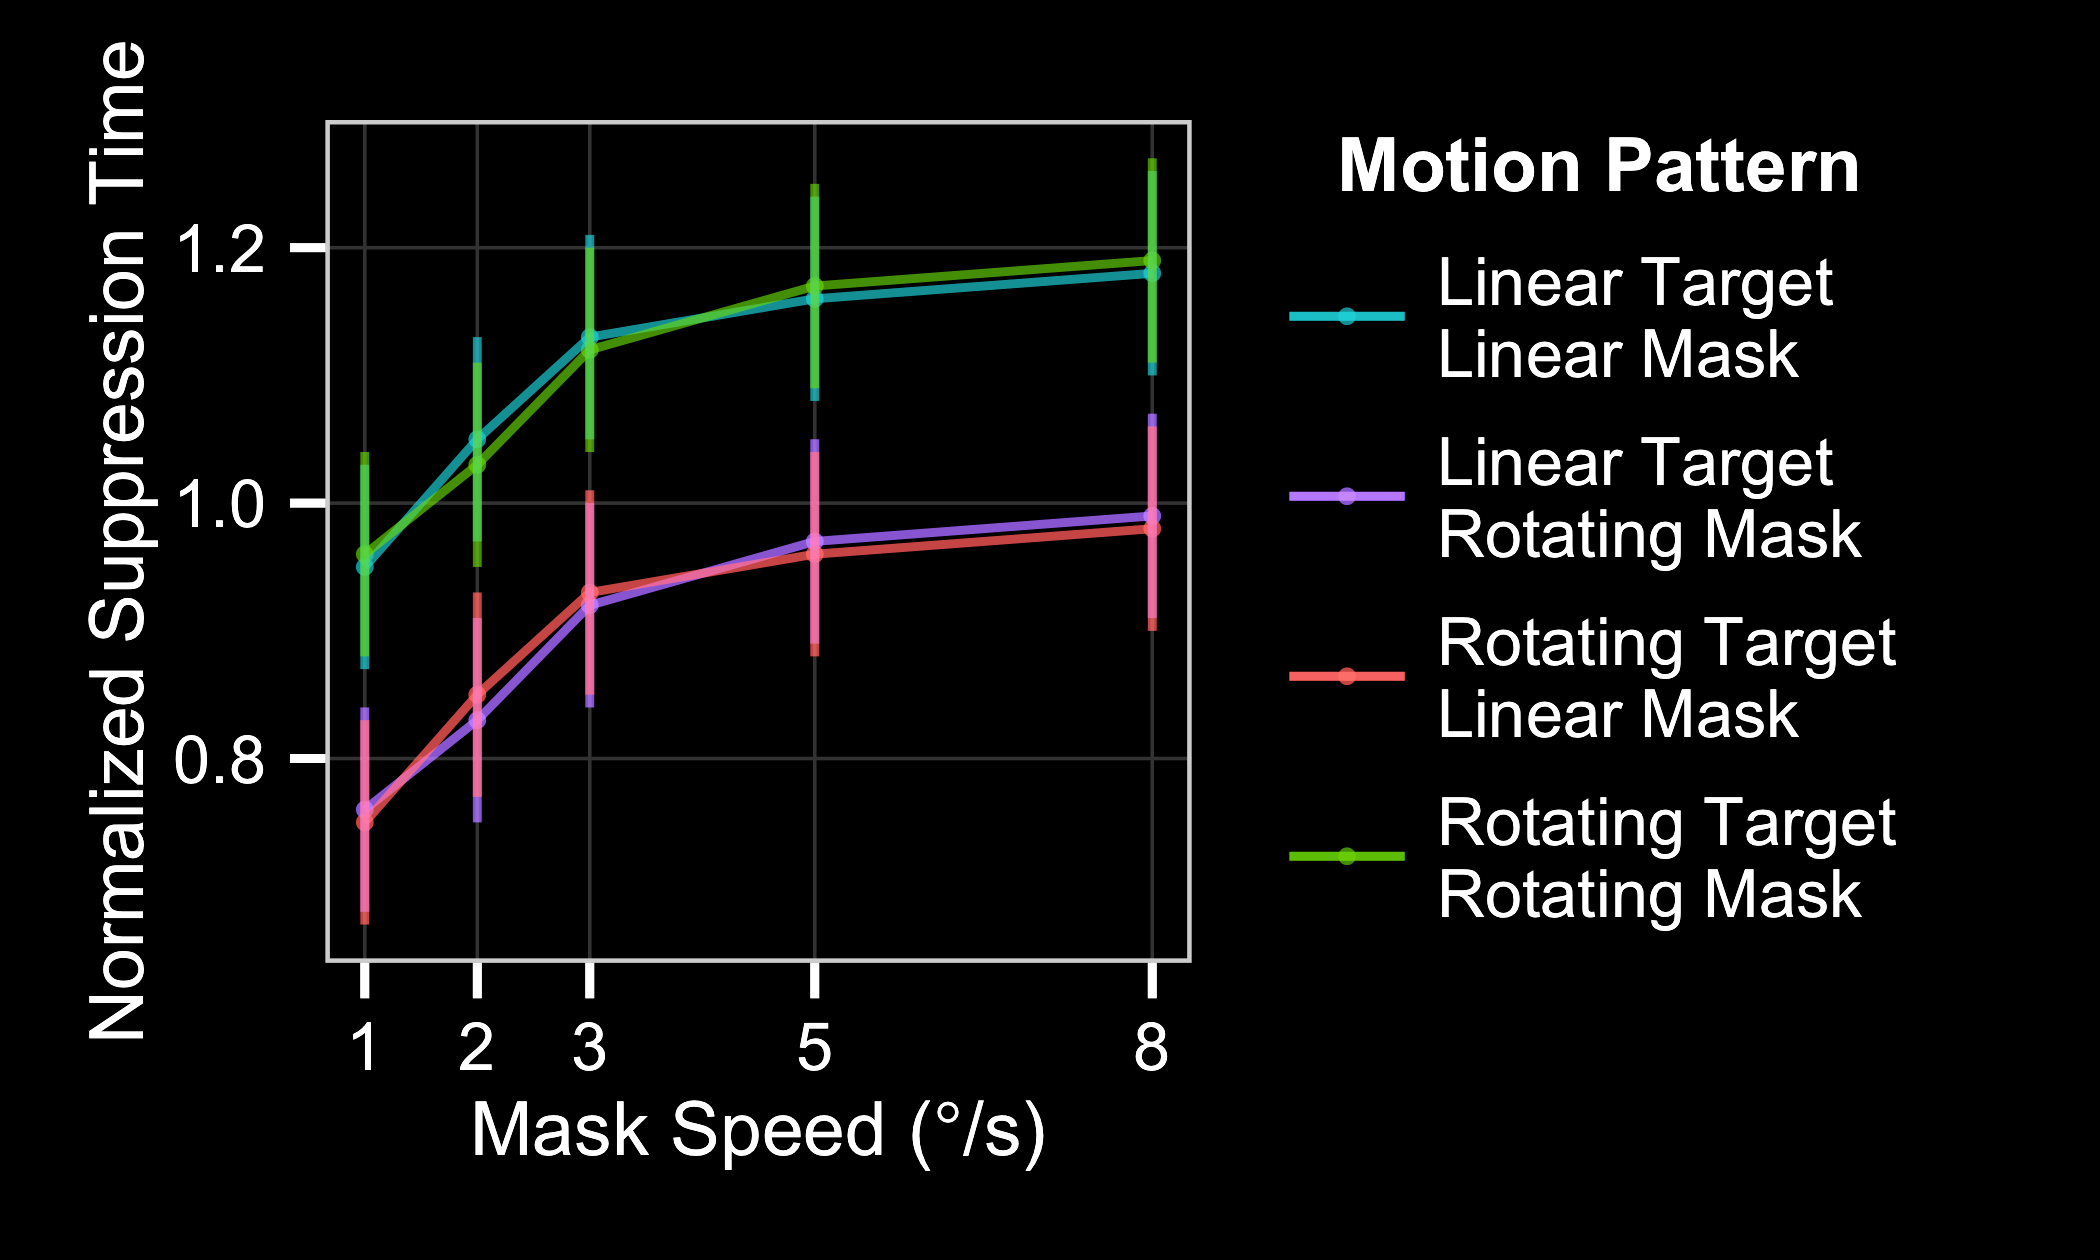 Normalized Suppression Time
1.2
1.0
0.8
1 2 3 5 8
Mask Speed (°/s)
Motion Pattern
Linear Target
Linear Mask
Linear Target
Rotating Mask
Rotating Target
Linear Mask
Rotating Target
Rotating Mask